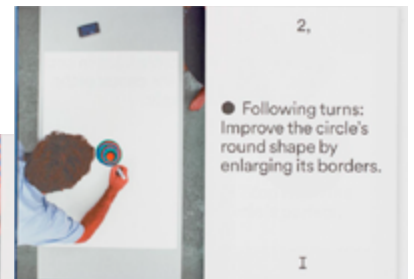 2,
● Following turns:
Improve the circle's
round shape by
enlarging its borders.
I